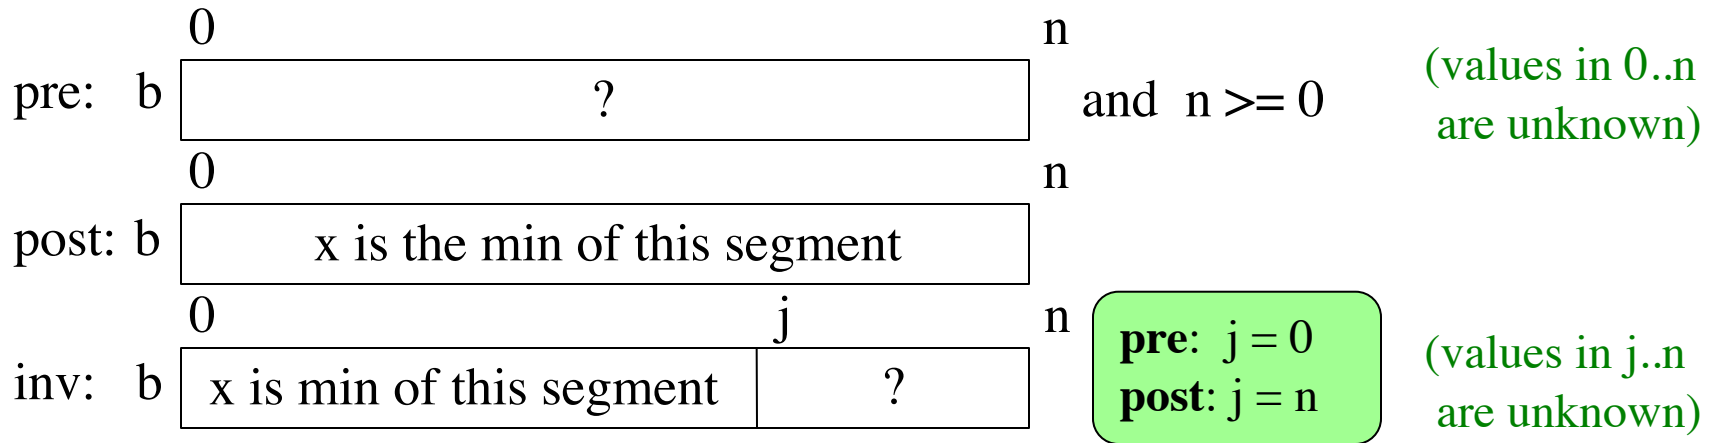 0 n
pre: b ? and n >= 0 (values in 0..n
are unknown)
0 n
post: b x is the min of this segment
0 j n
inv: b x is min of this segment ?
pre: j = 0
post: j = n
(values in j..n
are unknown)